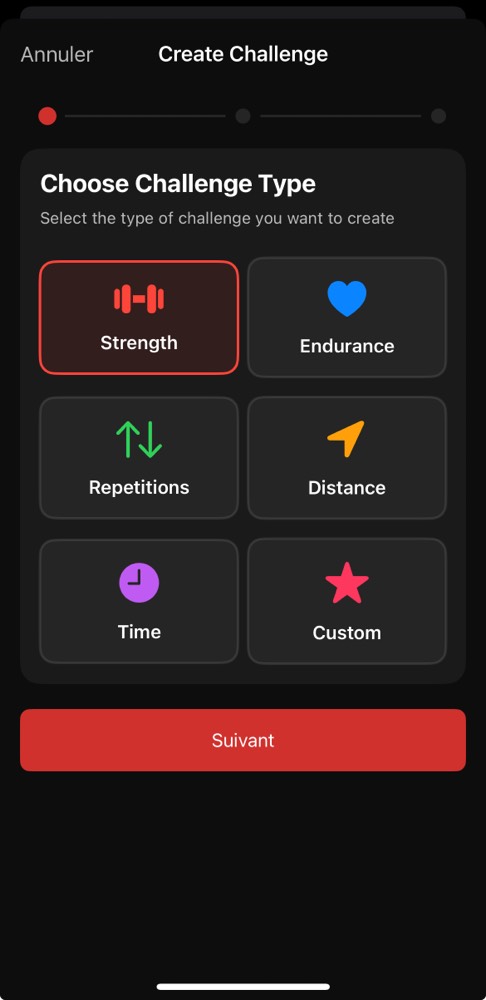 Annuler
Create Challenge
Choose Challenge Type
Select the type of challenge you want to create
Strength
Endurance
Repetitions
Distance
Time
Custom
Suivant